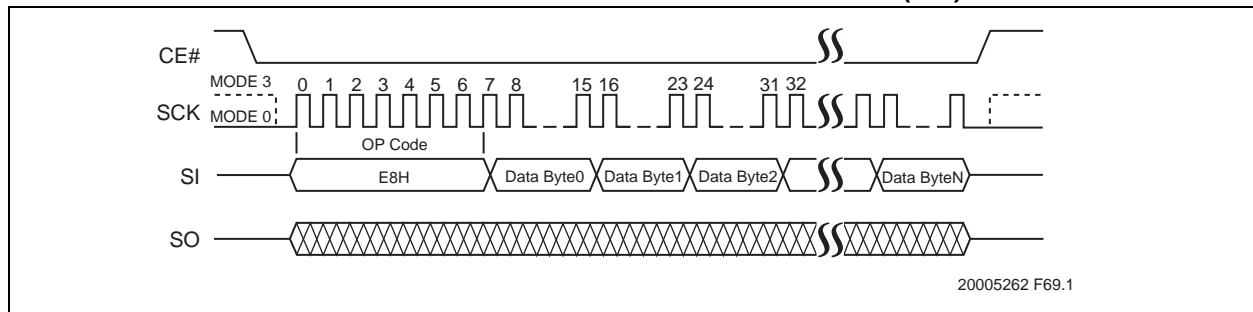 CE#
MODE 3 0 1 2 3 4 5 6 7 8 15 16 23 24 31 32
SCK MODE 0
OP Code
SI E8H Data Byte0 Data Byte1 Data Byte2 Data ByteN
SO
20005262 F69.1